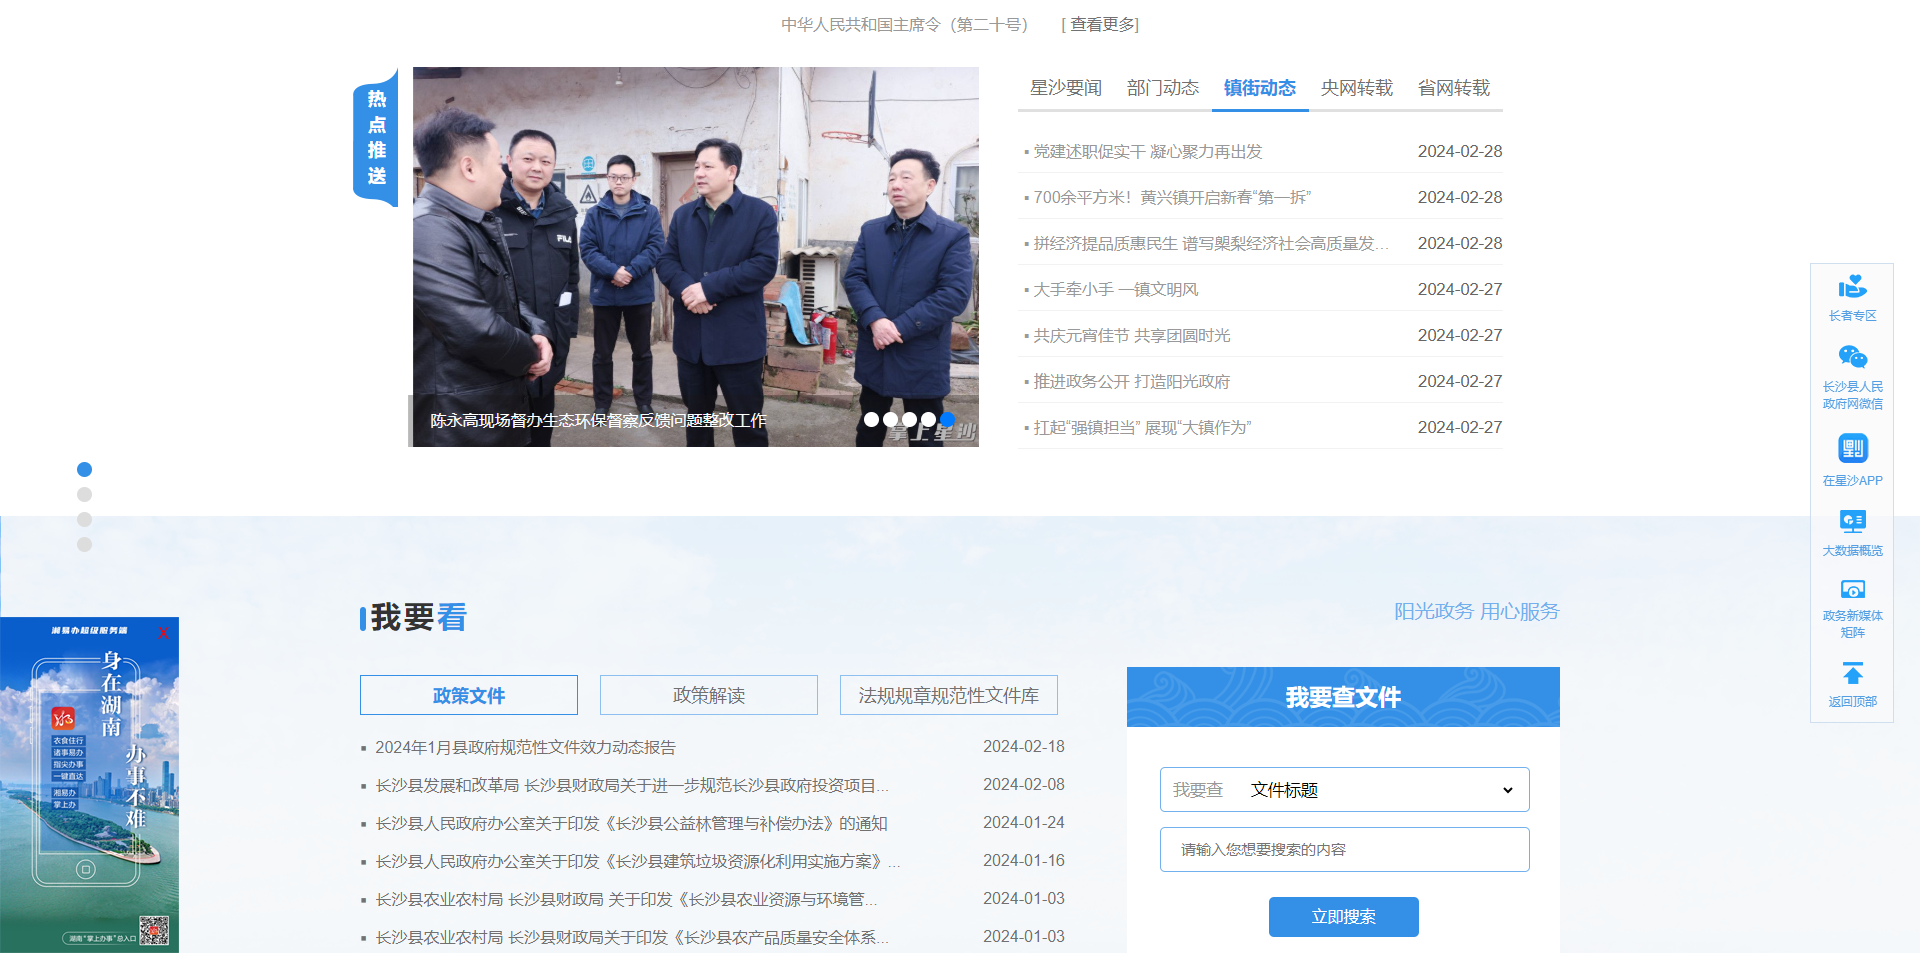 中华人民共和国主席令（第二十号）　[ 查看更多]
热点推送
陈永高现场督办生态环保督察反馈问题整改工作
掌上星沙
FILA
星沙要闻 部门动态 镇街动态 央网转载 省网转载
党建述职促实干 凝心聚力再出发 2024-02-28
700余平方米！黄兴镇开启新春“第一拆” 2024-02-28
拼经济提品质惠民生 谱写㮾梨经济社会高质量发... 2024-02-28
大手牵小手 一镇文明风 2024-02-27
共庆元宵佳节 共享团圆时光 2024-02-27
推进政务公开 打造阳光政府 2024-02-27
扛起“强镇担当” 展现“大镇作为” 2024-02-27
长者专区
长沙县人民
政府网微信
在星沙APP
大数据概览
政务新媒体
矩阵
返回顶部
我要看
阳光政务 用心服务
政策文件 政策解读 法规规章规范性文件库
2024年1月县政府规范性文件效力动态报告 2024-02-18
长沙县发展和改革局 长沙县财政局关于进一步规范长沙县政府投资项目... 2024-02-08
长沙县人民政府办公室关于印发《长沙县公益林管理与补偿办法》的通知 2024-01-24
长沙县人民政府办公室关于印发《长沙县建筑垃圾资源化利用实施方案》... 2024-01-16
长沙县农业农村局 长沙县财政局 关于印发《长沙县农业资源与环境管... 2024-01-03
长沙县农业农村局 长沙县财政局关于印发《长沙县农产品质量安全体系... 2024-01-03
我要查文件
我要查 文件标题
请输入您想要搜索的内容
立即搜索
湘易办超级服务端
X
身在湖南
办事不难
衣食住行
诸事易办
指尖办事
一键直达
湘易办
掌上办
湖南“掌上办事”总入口